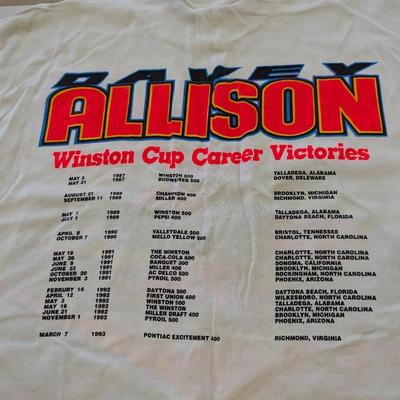 DAVEY
ALLISON
Winston Cup Career Victories
MAY 3 1987 WINSTON 500 TALLADEGA, ALABAMA
MAY 31 1987 BUDWEISER 500 DOVER, DELEWARE
AUGUST 21 1988 CHAMPION 400 BROOKLYN, MICHIGAN
SEPTEMBER 11 1988 MILLER 400 RICHMOND, VIRGINIA
MAY 7 1989 WINSTON 500 TALLADEGA, ALABAMA
JULY 1 1989 PEPSI 400 DAYTONA BEACH, FLORIDA
APRIL 8 1990 VALLEYDALE 500 BRISTOL, TENNESSEE
OCTOBER 7 1990 MELLO YELLOW 500 CHARLOTTE, NORTH CAROLINA
MAY 19 1991 THE WINSTON CHARLOTTE, NORTH CAROLINA
MAY 26 1991 COCA-COLA 600 CHARLOTTE, NORTH CAROLINA
JUNE 9 1991 BANQUET 300 SONOMA, CALIFORNIA
JUNE 23 1991 MILLER 400 BROOKLYN, MICHIGAN
OCTOBER 20 1991 AC DELCO 500 ROCKINGHAM, NORTH CAROLINA
NOVEMBER 3 1991 PYROIL 500 PHOENIX, ARIZONA
FEBRUARY 16 1992 DAYTONA 500 DAYTONA BEACH, FLORIDA
APRIL 12 1992 FIRST UNION 400 WILKESBORO, NORTH CAROLINA
MAY 3 1992 WINSTON 500 TALLADEGA, ALABAMA
MAY 16 1992 THE WINSTON CHARLOTTE, NORTH CAROLINA
JUNE 21 1992 MILLER DRAFT 400 BROOKLYN, MICHIGAN
NOVEMBER 1 1992 PYROIL 500 PHOENIX, ARIZONA
MARCH 7 1993 PONTIAC EXCITEMENT 400 RICHMOND, VIRGINIA